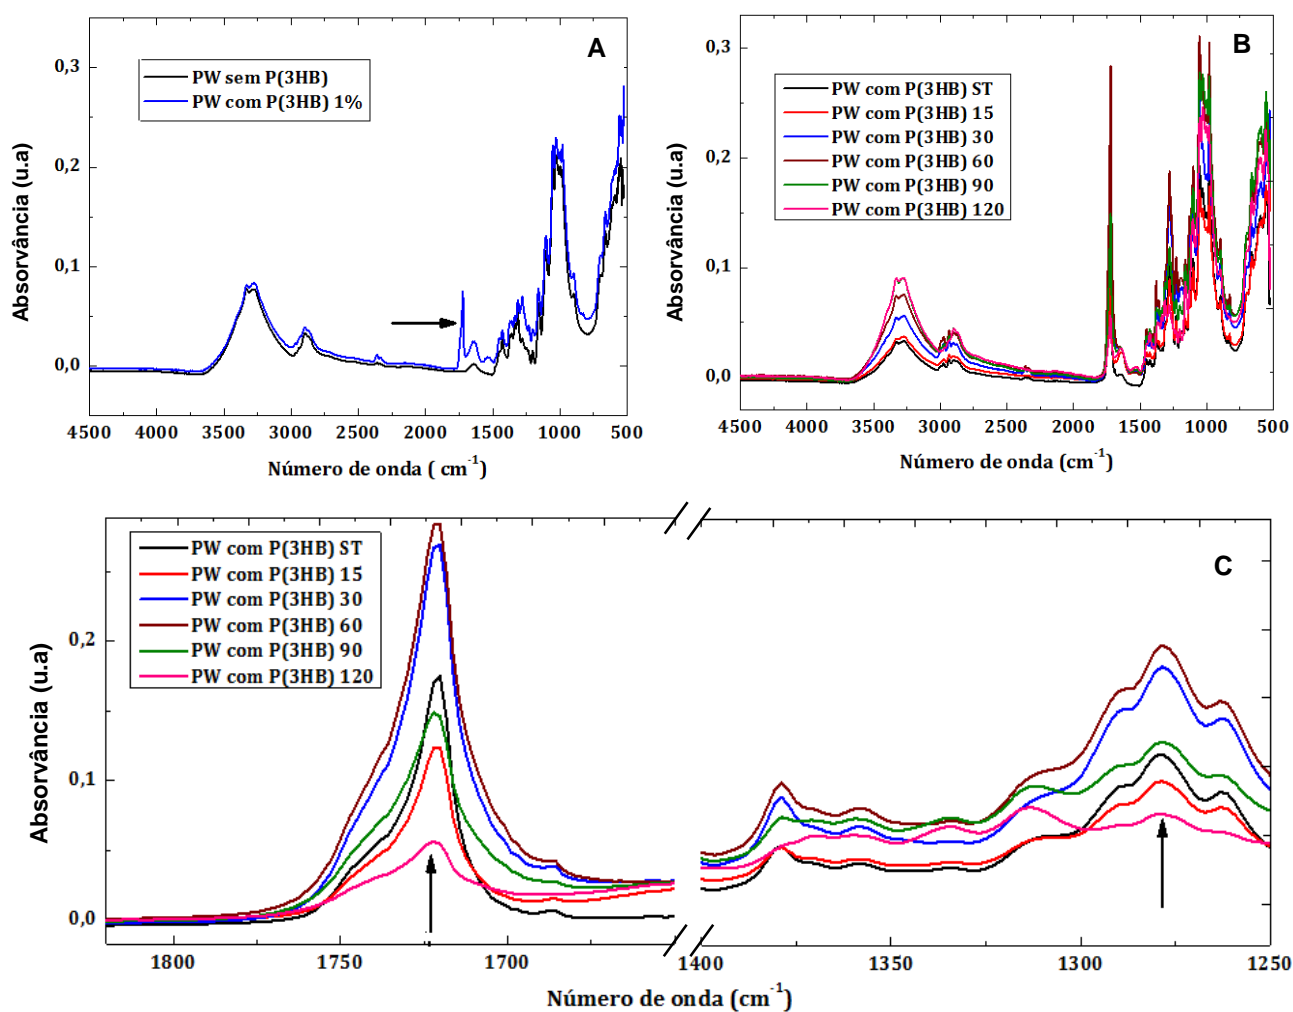 A
PW sem P(3HB)
PW com P(3HB) 1%
Absorvância (u.a)
0,3
0,2
0,1
0,0
4500 4000 3500 3000 2500 2000 1500 1000 500
Número de onda ( cm-1)
B
PW com P(3HB) ST
PW com P(3HB) 15
PW com P(3HB) 30
PW com P(3HB) 60
PW com P(3HB) 90
PW com P(3HB) 120
Absorvância (u.a)
0,3
0,2
0,1
0,0
4500 4000 3500 3000 2500 2000 1500 1000 500
Número de onda (cm-1)
C
PW com P(3HB) ST
PW com P(3HB) 15
PW com P(3HB) 30
PW com P(3HB) 60
PW com P(3HB) 90
PW com P(3HB) 120
Absorvância (u.a)
0,2
0,1
0,0
1800 1750 1700 1400 1350 1300 1250
Número de onda (cm-1)